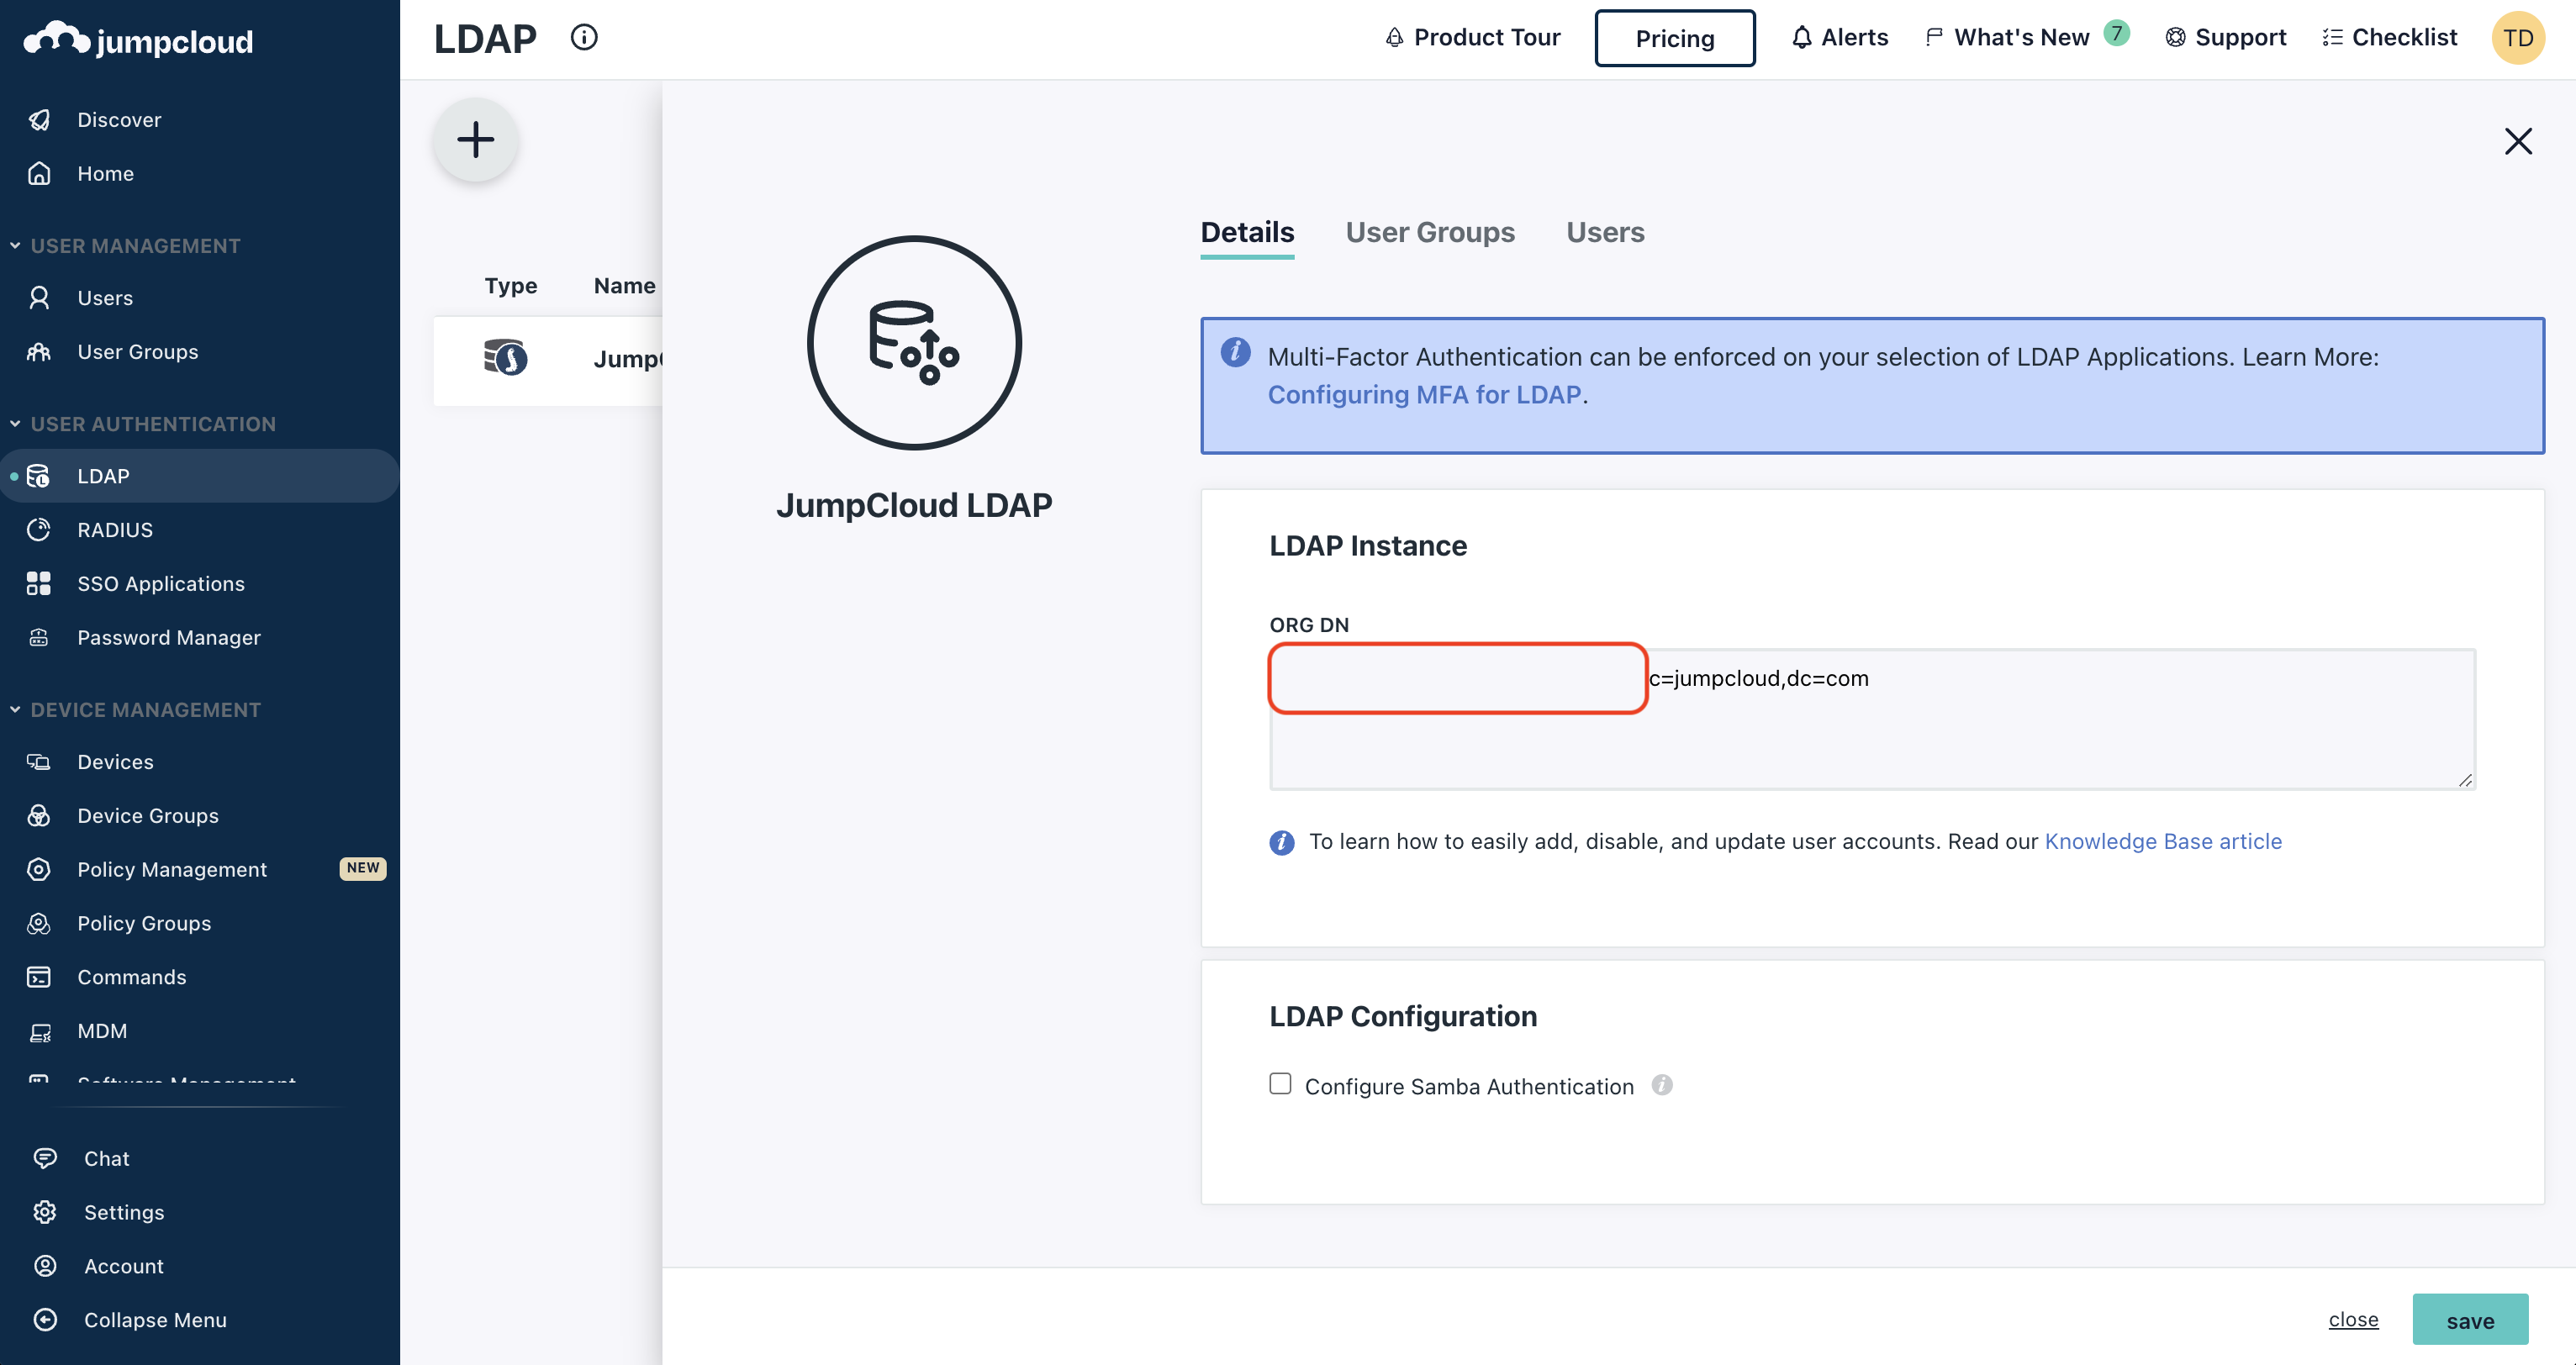 jumpcloud
Discover
Home
USER MANAGEMENT
Users
User Groups
USER AUTHENTICATION
LDAP
RADIUS
SSO Applications
Password Manager
DEVICE MANAGEMENT
Devices
Device Groups
Policy Management NEW
Policy Groups
Commands
MDM
Software Management
Chat
Settings
Account
Collapse Menu
LDAP
Product Tour
Pricing
Alerts
What's New 7
Support
Checklist
TD
Type Name
Jump
JumpCloud LDAP
Details User Groups Users
Multi-Factor Authentication can be enforced on your selection of LDAP Applications. Learn More:
Configuring MFA for LDAP.
LDAP Instance
ORG DN
c=jumpcloud,dc=com
To learn how to easily add, disable, and update user accounts. Read our Knowledge Base article
LDAP Configuration
Configure Samba Authentication
close
save